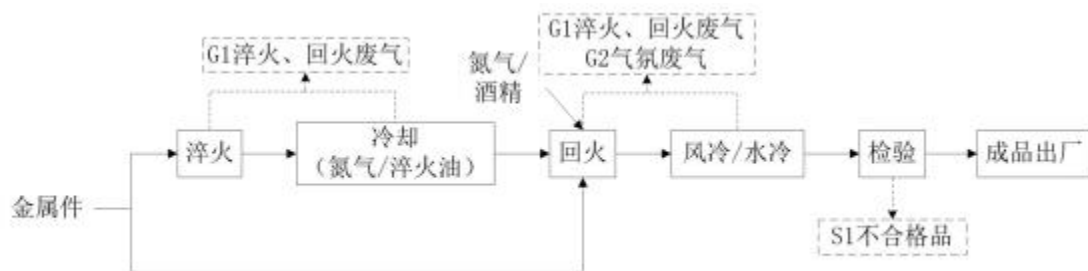 G1淬火、回火废气
G1淬火、回火废气
G2气氛废气
氮气/
酒精
淬火
冷却
（氮气/淬火油）
回火
风冷/水冷
检验
成品出厂
金属件
S1不合格品